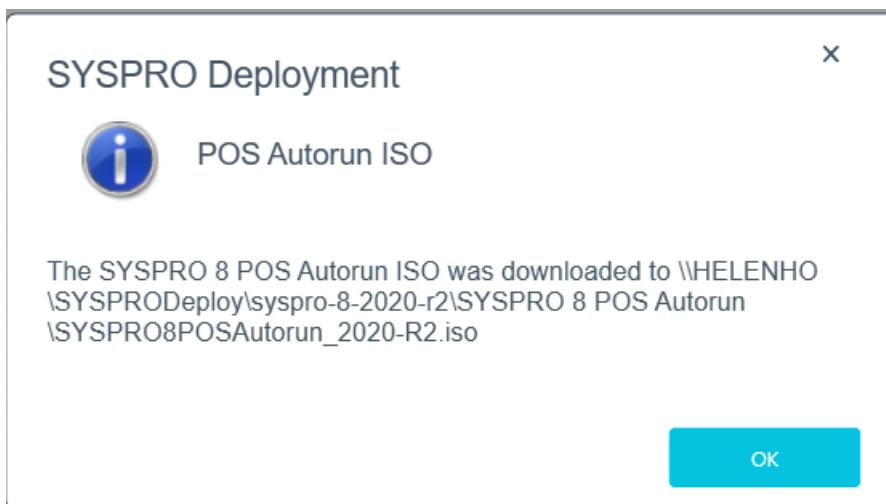 SYSPRO Deployment
POS Autorun ISO
The SYSPRO 8 POS Autorun ISO was downloaded to \\HELENHO
\SYSPRODeploy\syspro-8-2020-r2\SYSPRO 8 POS Autorun
\SYSPRO8POSAutorun_2020-R2.iso
OK